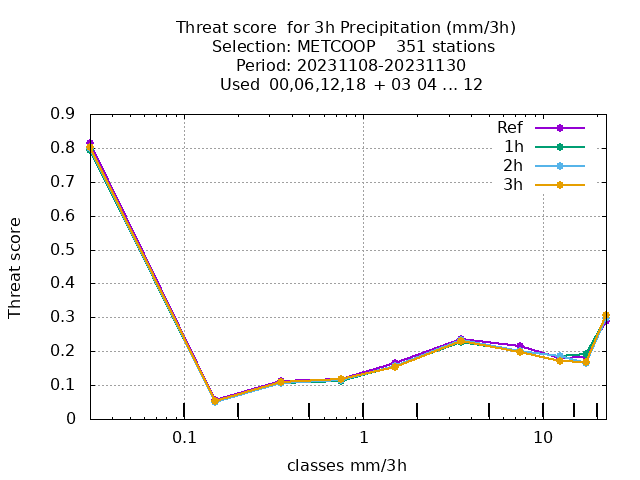 Threat score  for 3h Precipitation (mm/3h)
Selection: METCOOP    351 stations
Period: 20231108-20231130
Used  00,06,12,18  + 03 04 ... 12
0.9
0.8
0.7
0.6
0.5
0.4
0.3
0.2
0.1
0
Threat score
Ref
1h
2h
3h
0.1
1
10
classes mm/3h